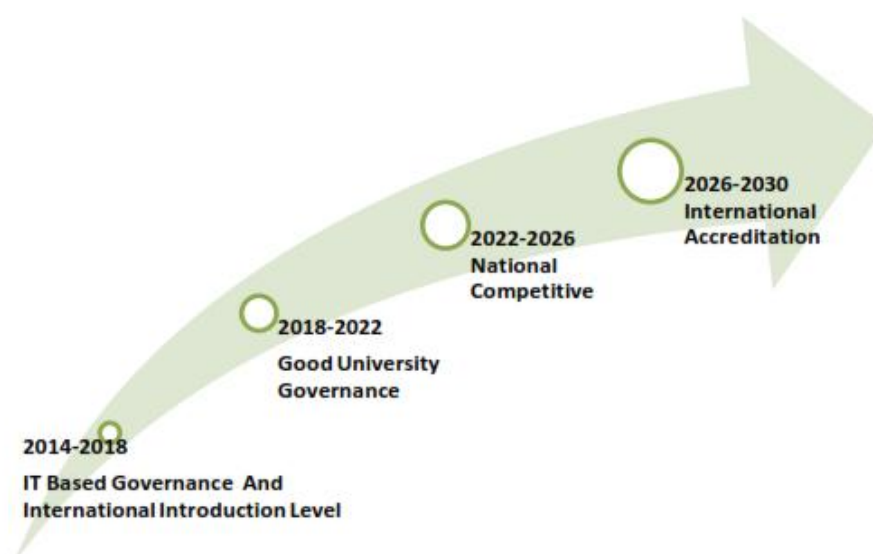 2014-2018
IT Based Governance And
International Introduction Level
2018-2022
Good University
Governance
2022-2026
National
Competitive
2026-2030
International
Accreditation